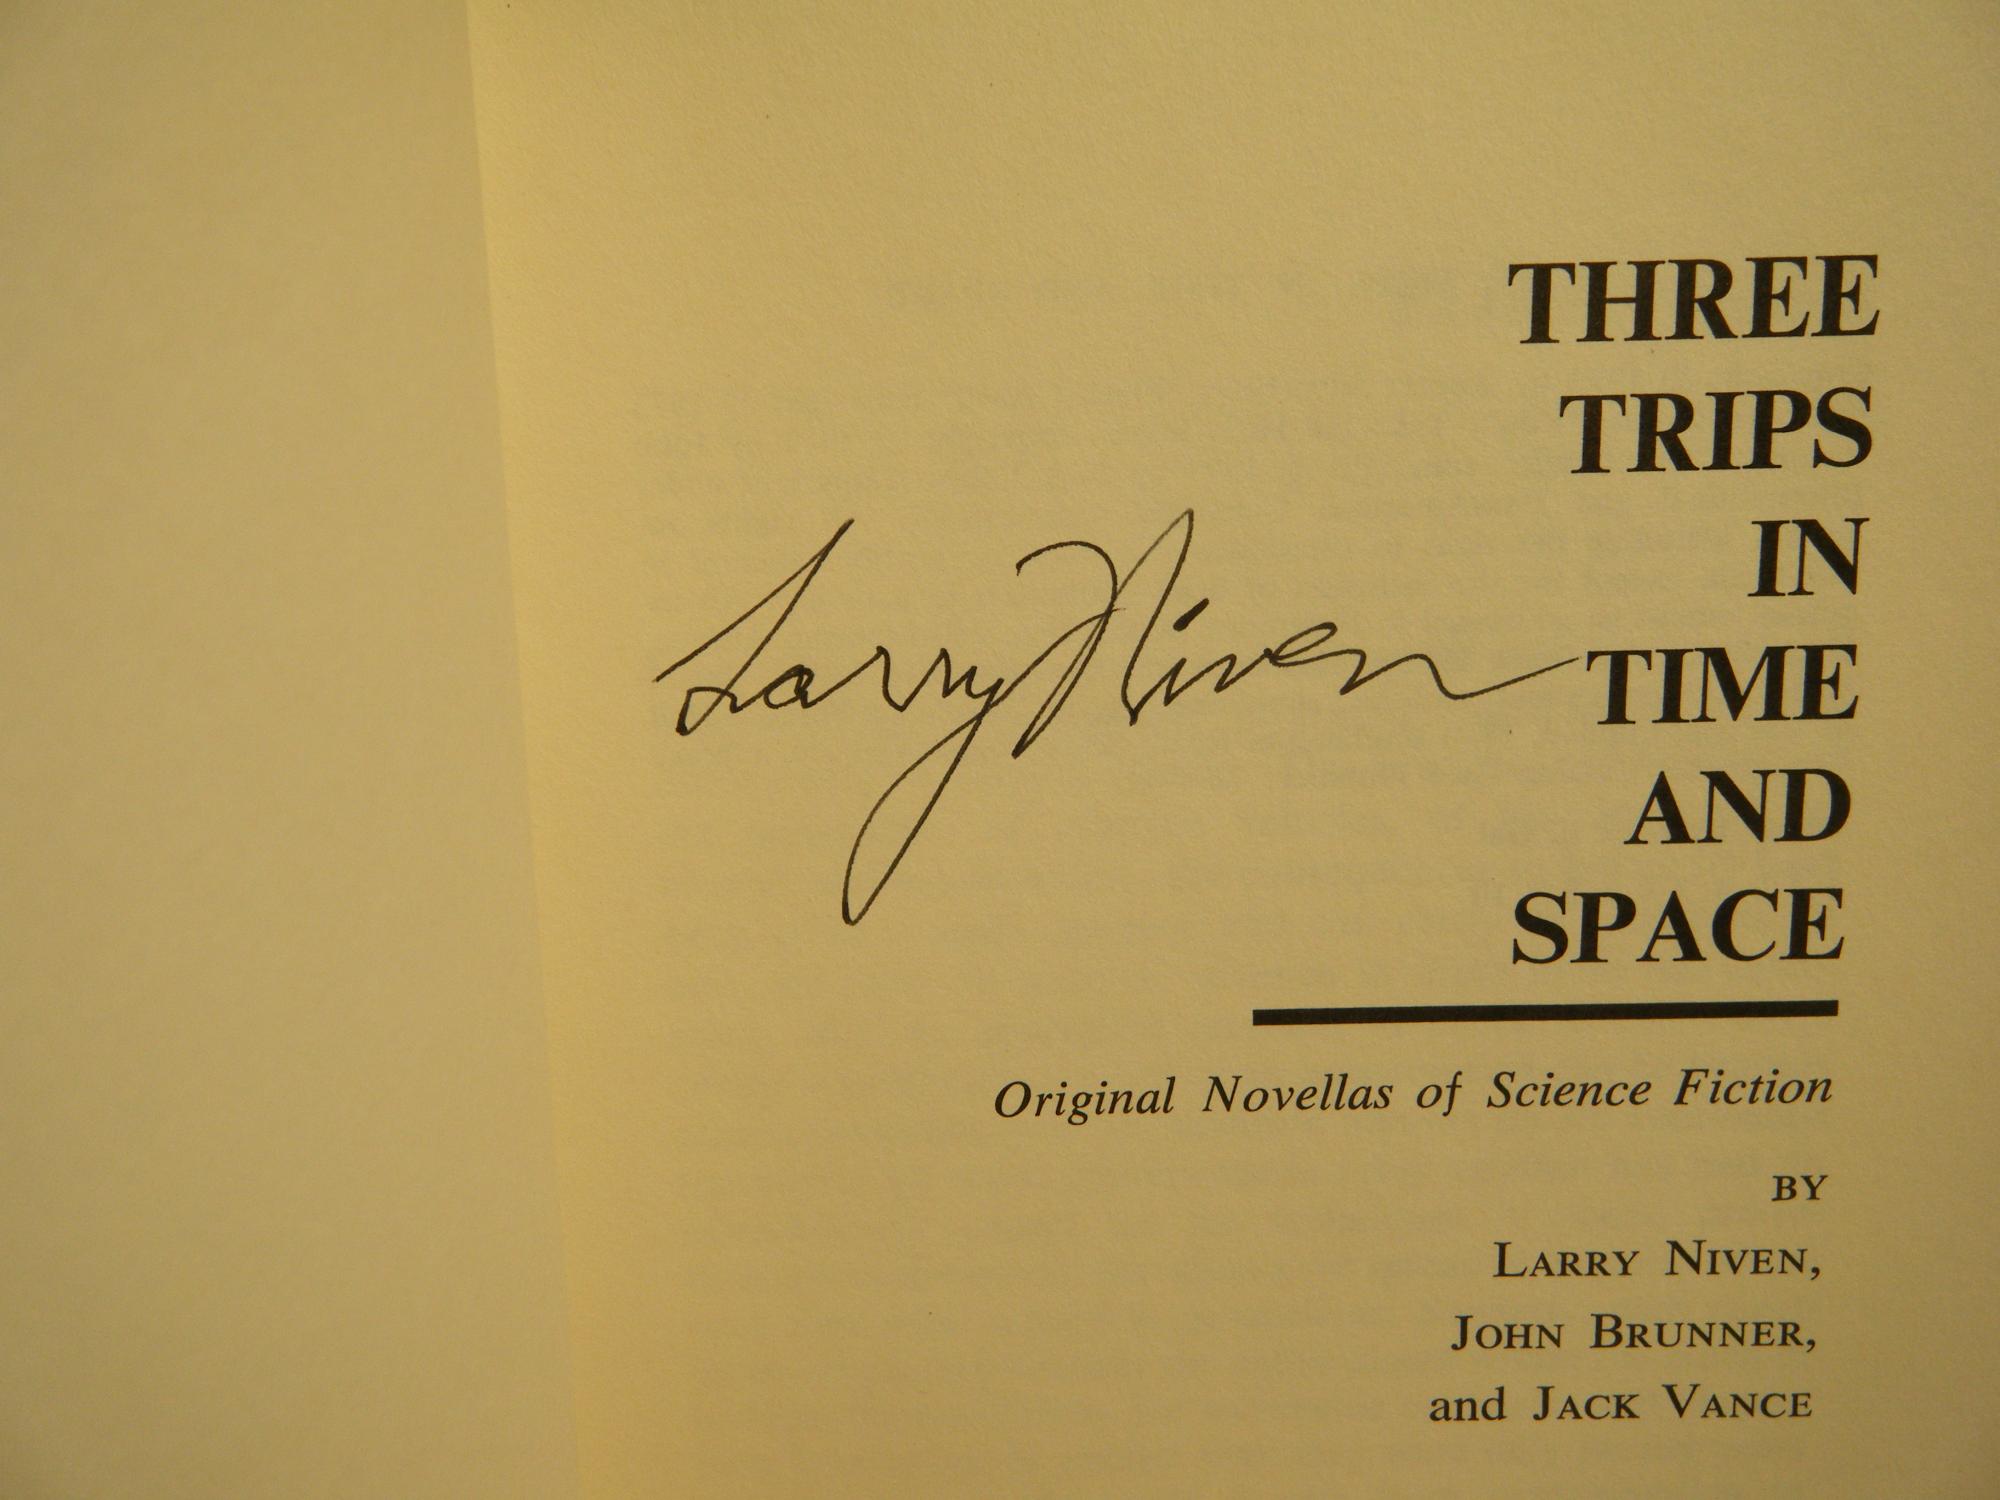 THREE
TRIPS
IN
Larry Niven
TIME
AND
SPACE
Original Novellas of Science Fiction
BY
LARRY NIVEN,
JOHN BRUNNER,
and JACK VANCE